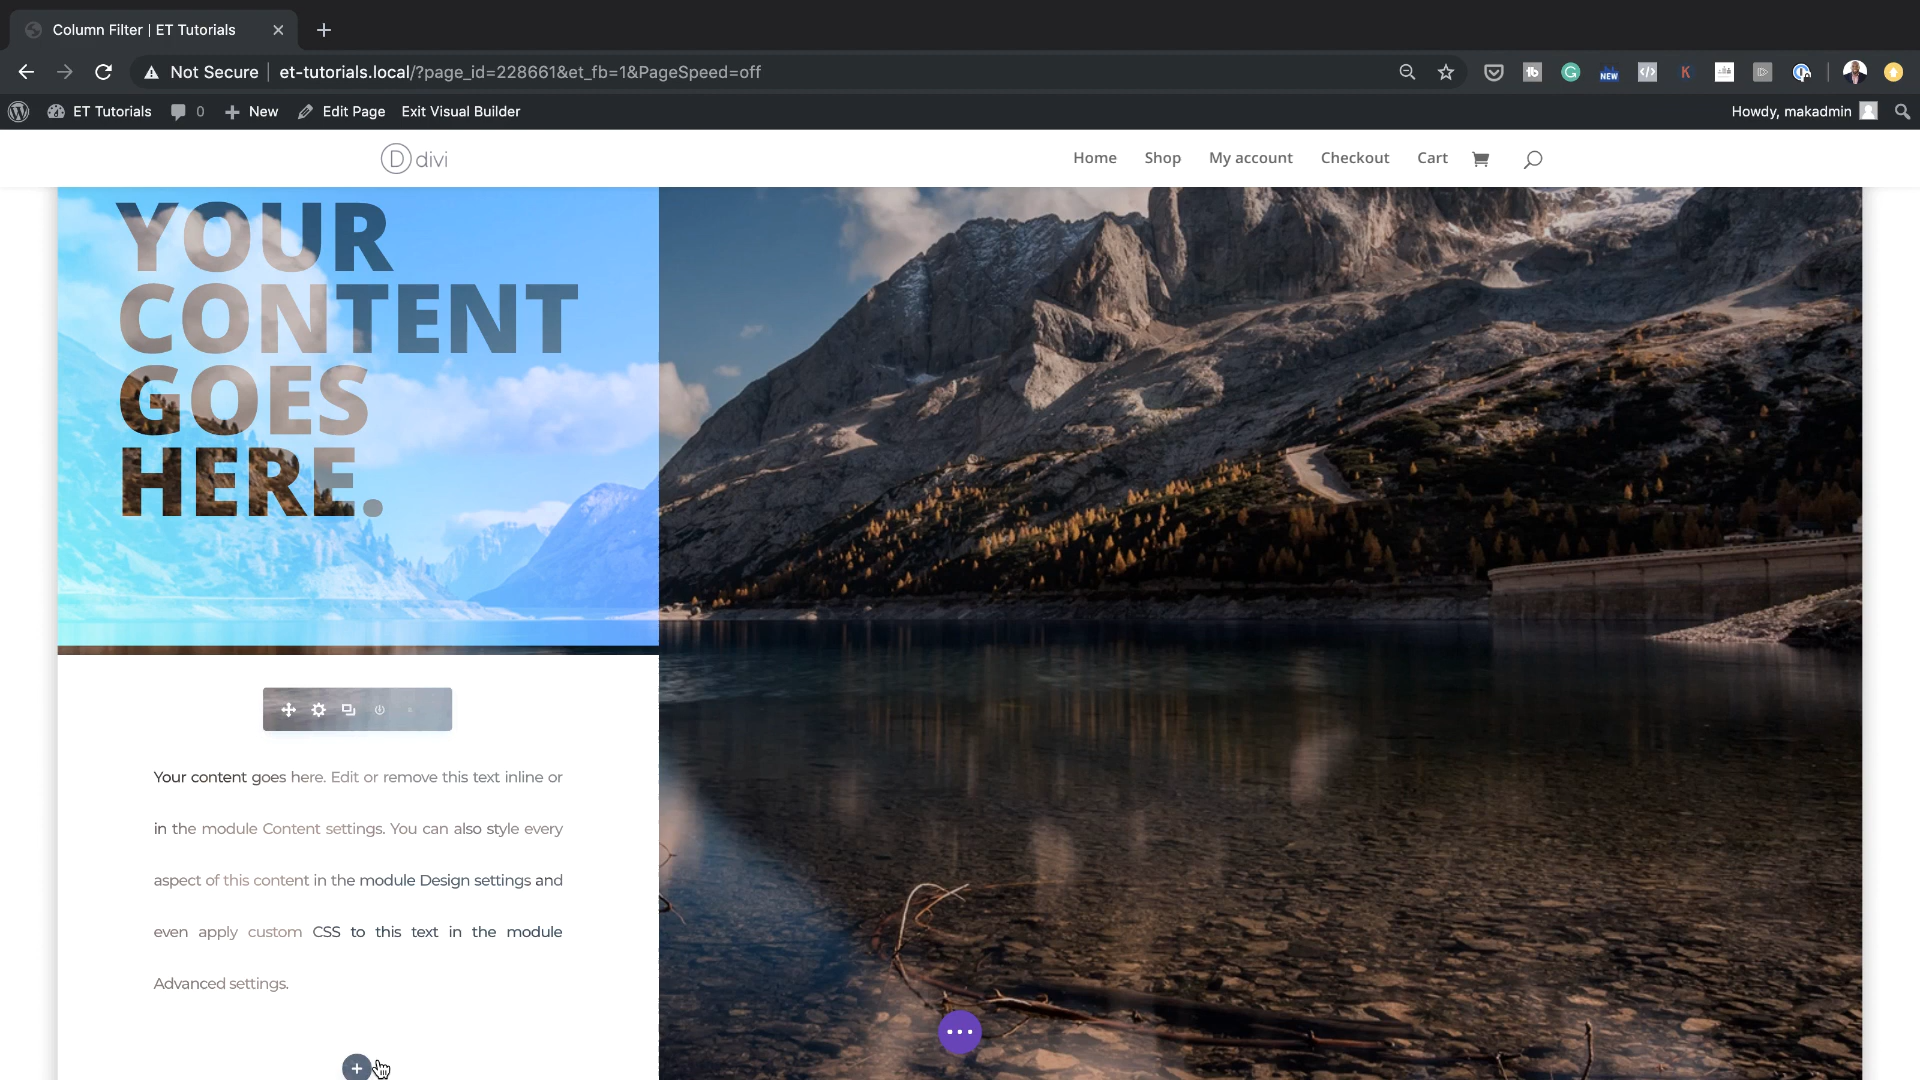 Column Filter | ET Tutorials
Not Secure
et-tutorials.local/?page_id=228661&et_fb=1&PageSpeed=off
NEW
K
ET Tutorials 0 New Edit Page Exit Visual Builder
Howdy, makadmin
D divi
Home Shop My account Checkout Cart
YOUR
CONTENT
GOES
HERE.
Your content goes here. Edit or remove this text inline or
in the module Content settings. You can also style every
aspect of this content in the module Design settings and
even apply custom CSS to this text in the module
Advanced settings.